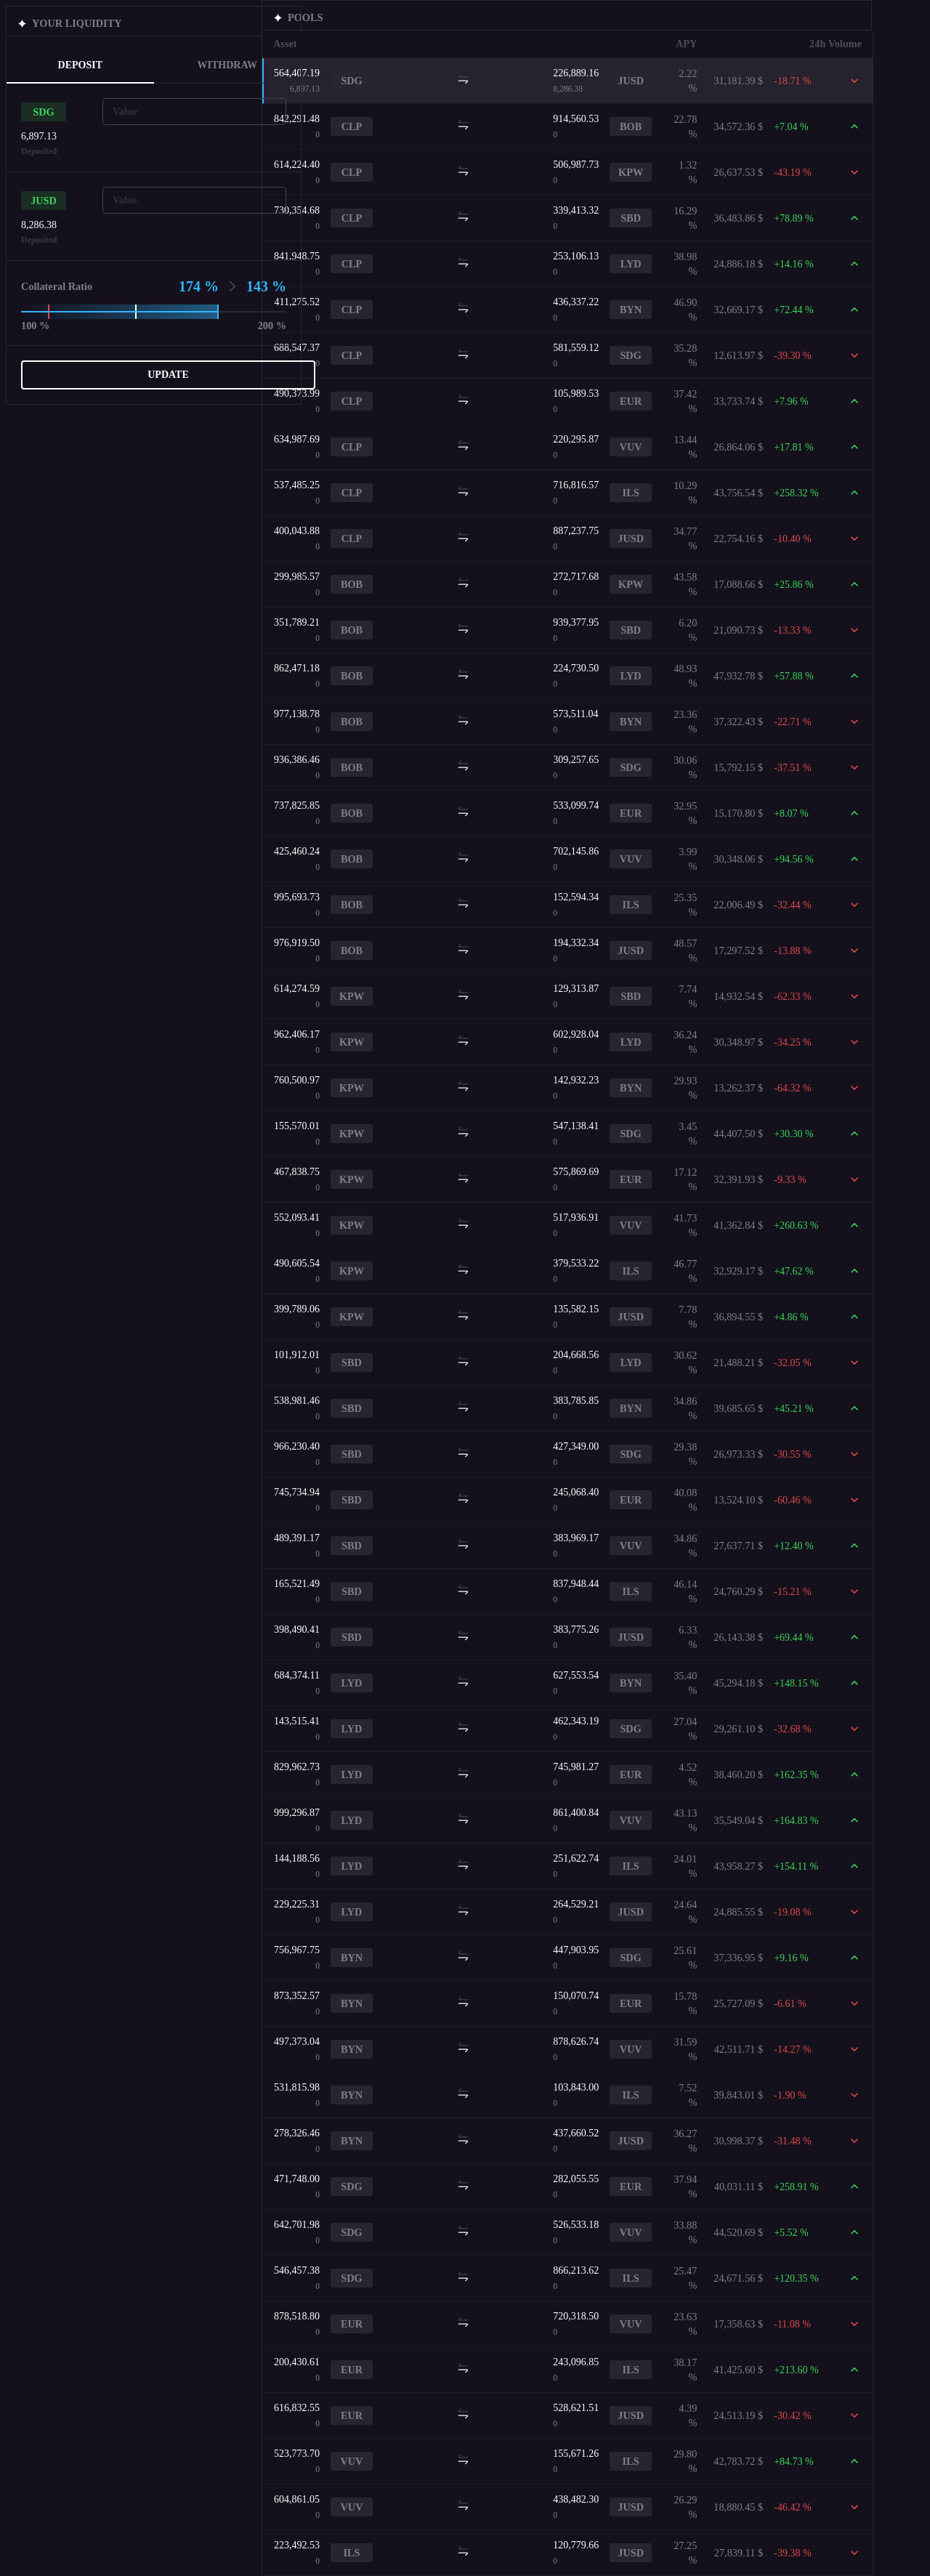 YOUR LIQUIDITY
DEPOSIT WITHDRAW
SDG Value
6,897.13
Deposited
JUSD Value
8,286.38
Deposited
Collateral Ratio 174 % 143 %
100 % 200 %
UPDATE
POOLS
Asset APY 24h Volume
564,407.19 SDG 226,889.16 JUSD 2.22 % 31,181.39 $ -18.71 %
6,897.13 8,286.38
842,291.48 CLP 914,560.53 BOB 22.78 % 34,572.36 $ +7.04 %
0 0
614,224.40 CLP 506,987.73 KPW 1.32 % 26,637.53 $ -43.19 %
0 0
730,354.68 CLP 339,413.32 SBD 16.29 % 36,483.86 $ +78.89 %
0 0
841,948.75 CLP 253,106.13 LYD 38.98 % 24,886.18 $ +14.16 %
0 0
411,275.52 CLP 436,337.22 BYN 46.90 % 32,669.17 $ +72.44 %
0 0
688,547.37 CLP 581,559.12 SDG 35.28 % 12,613.97 $ -39.30 %
0 0
490,373.99 CLP 105,989.53 EUR 37.42 % 33,733.74 $ +7.96 %
0 0
634,987.69 CLP 220,295.87 VUV 13.44 % 26,864.06 $ +17.81 %
0 0
537,485.25 CLP 716,816.57 ILS 10.29 % 43,756.54 $ +258.32 %
0 0
400,043.88 CLP 887,237.75 JUSD 34.77 % 22,754.16 $ -10.40 %
0 0
299,985.57 BOB 272,717.68 KPW 43.58 % 17,088.66 $ +25.86 %
0 0
351,789.21 BOB 939,377.95 SBD 6.20 % 21,090.73 $ -13.33 %
0 0
862,471.18 BOB 224,730.50 LYD 48.93 % 47,932.78 $ +57.88 %
0 0
977,138.78 BOB 573,511.04 BYN 23.36 % 37,322.43 $ -22.71 %
0 0
936,386.46 BOB 309,257.65 SDG 30.06 % 15,792.15 $ -37.51 %
0 0
737,825.85 BOB 533,099.74 EUR 32.95 % 15,170.80 $ +8.07 %
0 0
425,460.24 BOB 702,145.86 VUV 3.99 % 30,348.06 $ +94.56 %
0 0
995,693.73 BOB 152,594.34 ILS 25.35 % 22,006.49 $ -32.44 %
0 0
976,919.50 BOB 194,332.34 JUSD 48.57 % 17,297.52 $ -13.88 %
0 0
614,274.59 KPW 129,313.87 SBD 7.74 % 14,932.54 $ -62.33 %
0 0
962,406.17 KPW 602,928.04 LYD 36.24 % 30,348.97 $ -34.25 %
0 0
760,500.97 KPW 142,932.23 BYN 29.93 % 13,262.37 $ -64.32 %
0 0
155,570.01 KPW 547,138.41 SDG 3.45 % 44,407.50 $ +30.30 %
0 0
467,838.75 KPW 575,869.69 EUR 17.12 % 32,391.93 $ -9.33 %
0 0
552,093.41 KPW 517,936.91 VUV 41.73 % 41,362.84 $ +260.63 %
0 0
490,605.54 KPW 379,533.22 ILS 46.77 % 32,929.17 $ +47.62 %
0 0
399,789.06 KPW 135,582.15 JUSD 7.78 % 36,894.55 $ +4.86 %
0 0
101,912.01 SBD 204,668.56 LYD 30.62 % 21,488.21 $ -32.05 %
0 0
538,981.46 SBD 383,785.85 BYN 34.86 % 39,685.65 $ +45.21 %
0 0
966,230.40 SBD 427,349.00 SDG 29.38 % 26,973.33 $ -30.55 %
0 0
745,734.94 SBD 245,068.40 EUR 40.08 % 13,524.10 $ -60.46 %
0 0
489,391.17 SBD 383,969.17 VUV 34.86 % 27,637.71 $ +12.40 %
0 0
165,521.49 SBD 837,948.44 ILS 46.14 % 24,760.29 $ -15.21 %
0 0
398,490.41 SBD 383,775.26 JUSD 6.33 % 26,143.38 $ +69.44 %
0 0
684,374.11 LYD 627,553.54 BYN 35.40 % 45,294.18 $ +148.15 %
0 0
143,515.41 LYD 462,343.19 SDG 27.04 % 29,261.10 $ -32.68 %
0 0
829,962.73 LYD 745,981.27 EUR 4.52 % 38,460.20 $ +162.35 %
0 0
999,296.87 LYD 861,400.84 VUV 43.13 % 35,549.04 $ +164.83 %
0 0
144,188.56 LYD 251,622.74 ILS 24.01 % 43,958.27 $ +154.11 %
0 0
229,225.31 LYD 264,529.21 JUSD 24.64 % 24,885.55 $ -19.08 %
0 0
756,967.75 BYN 447,903.95 SDG 25.61 % 37,336.95 $ +9.16 %
0 0
873,352.57 BYN 150,070.74 EUR 15.78 % 25,727.09 $ -6.61 %
0 0
497,373.04 BYN 878,626.74 VUV 31.59 % 42,511.71 $ -14.27 %
0 0
531,815.98 BYN 103,843.00 ILS 7.52 % 39,843.01 $ -1.90 %
0 0
278,326.46 BYN 437,660.52 JUSD 36.27 % 30,998.37 $ -31.48 %
0 0
471,748.00 SDG 282,055.55 EUR 37.94 % 40,031.11 $ +258.91 %
0 0
642,701.98 SDG 526,533.18 VUV 33.88 % 44,520.69 $ +5.52 %
0 0
546,457.38 SDG 866,213.62 ILS 25.47 % 24,671.56 $ +120.35 %
0 0
878,518.80 EUR 720,318.50 VUV 23.63 % 17,358.63 $ -11.08 %
0 0
200,430.61 EUR 243,096.85 ILS 38.17 % 41,425.60 $ +213.60 %
0 0
616,832.55 EUR 528,621.51 JUSD 4.39 % 24,513.19 $ -30.42 %
0 0
523,773.70 VUV 155,671.26 ILS 29.80 % 42,783.72 $ +84.73 %
0 0
604,861.05 VUV 438,482.30 JUSD 26.29 % 18,880.45 $ -46.42 %
0 0
223,492.53 ILS 120,779.66 JUSD 27.25 % 27,839.11 $ -39.38 %
0 0